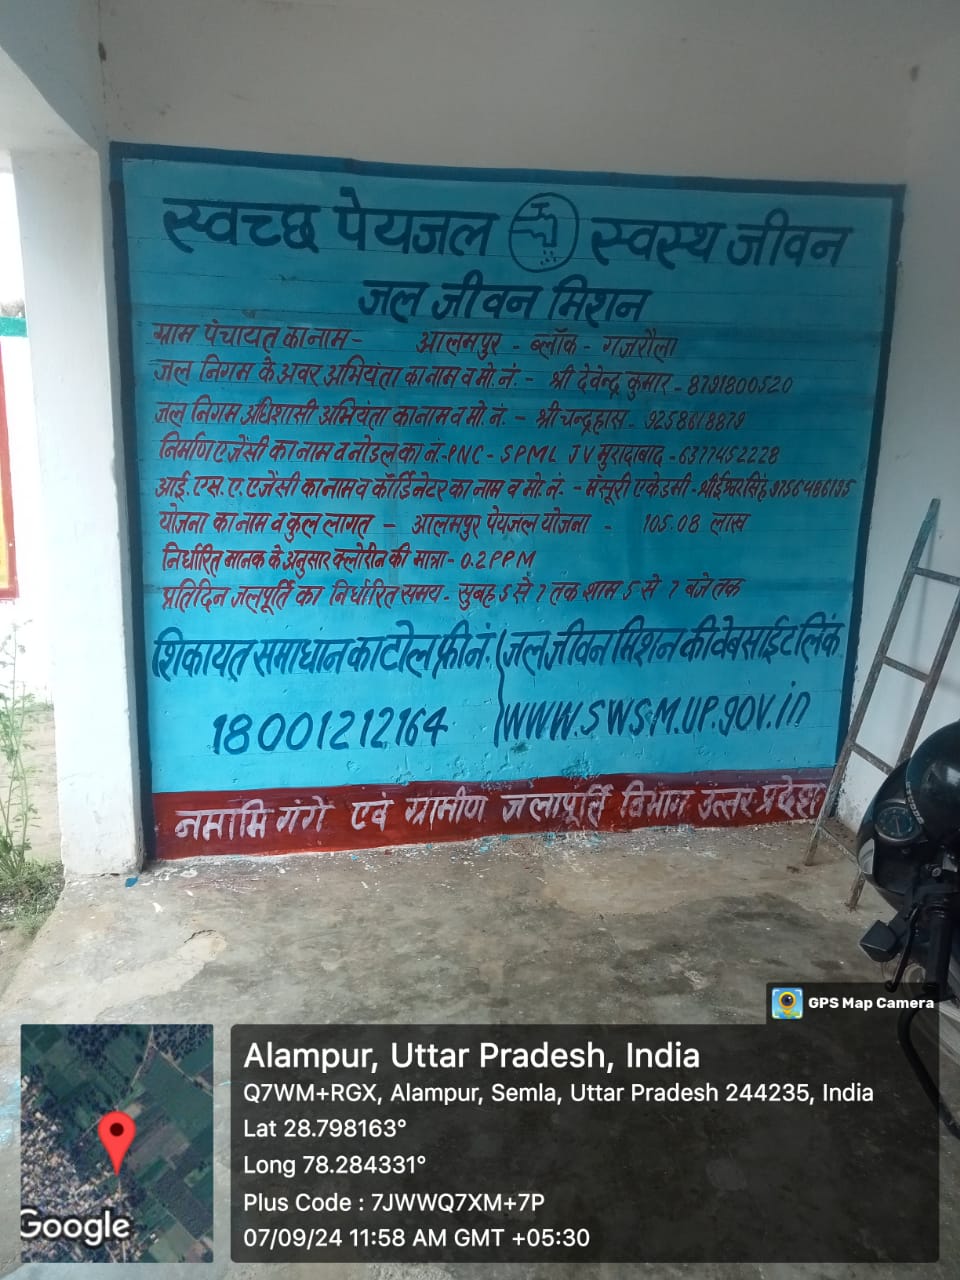 स्वच्छ पेयजल स्वस्थ जीवन
जल जीवन मिशन
ग्राम पंचायत का नाम - आलमपुर - ब्लॉक - गजरौला
जल निगम के अवर अभियंता का नाम व मो. नं. - श्री देवेन्द्र कुमार - 8791800520
जल निगम अधिशासी अभियंता का नाम व मो. नं. - श्री चन्द्रहास - 9258618879
निर्माण एजेंसी का नाम व नोडल का नं. - PNC - SPML JV मुरादाबाद - 6377452228
आई. एस. ए. एजेंसी का नाम व कॉर्डिनेटर का नाम व मो. नं. - मंसूरी एकेडमी - श्री ईश्वर सिंह 9756486195
योजना का नाम व कुल लागत - आलमपुर पेयजल योजना - 105.08 लाख
निर्धारित मानक के अनुसार क्लोरीन की मात्रा - 0.2 PPM
प्रतिदिन जलपूर्ति का निर्धारित समय - सुबह 5 से 7 तक शाम 5 से 7 बजे तक
शिकायत समाधान का टोल फ्री नं. जल जीवन मिशन की वेबसाईट लिंक
18001212164 WWW.SWSM.UP.gov.in
नमामि गंगे एवं ग्रामीण जलापूर्ति विभाग उत्तर प्रदेश
GPS Map Camera
Alampur, Uttar Pradesh, India
Q7WM+RGX, Alampur, Semla, Uttar Pradesh 244235, India
Lat 28.798163°
Long 78.284331°
Plus Code : 7JWWQ7XM+7P
07/09/24 11:58 AM GMT +05:30
Google